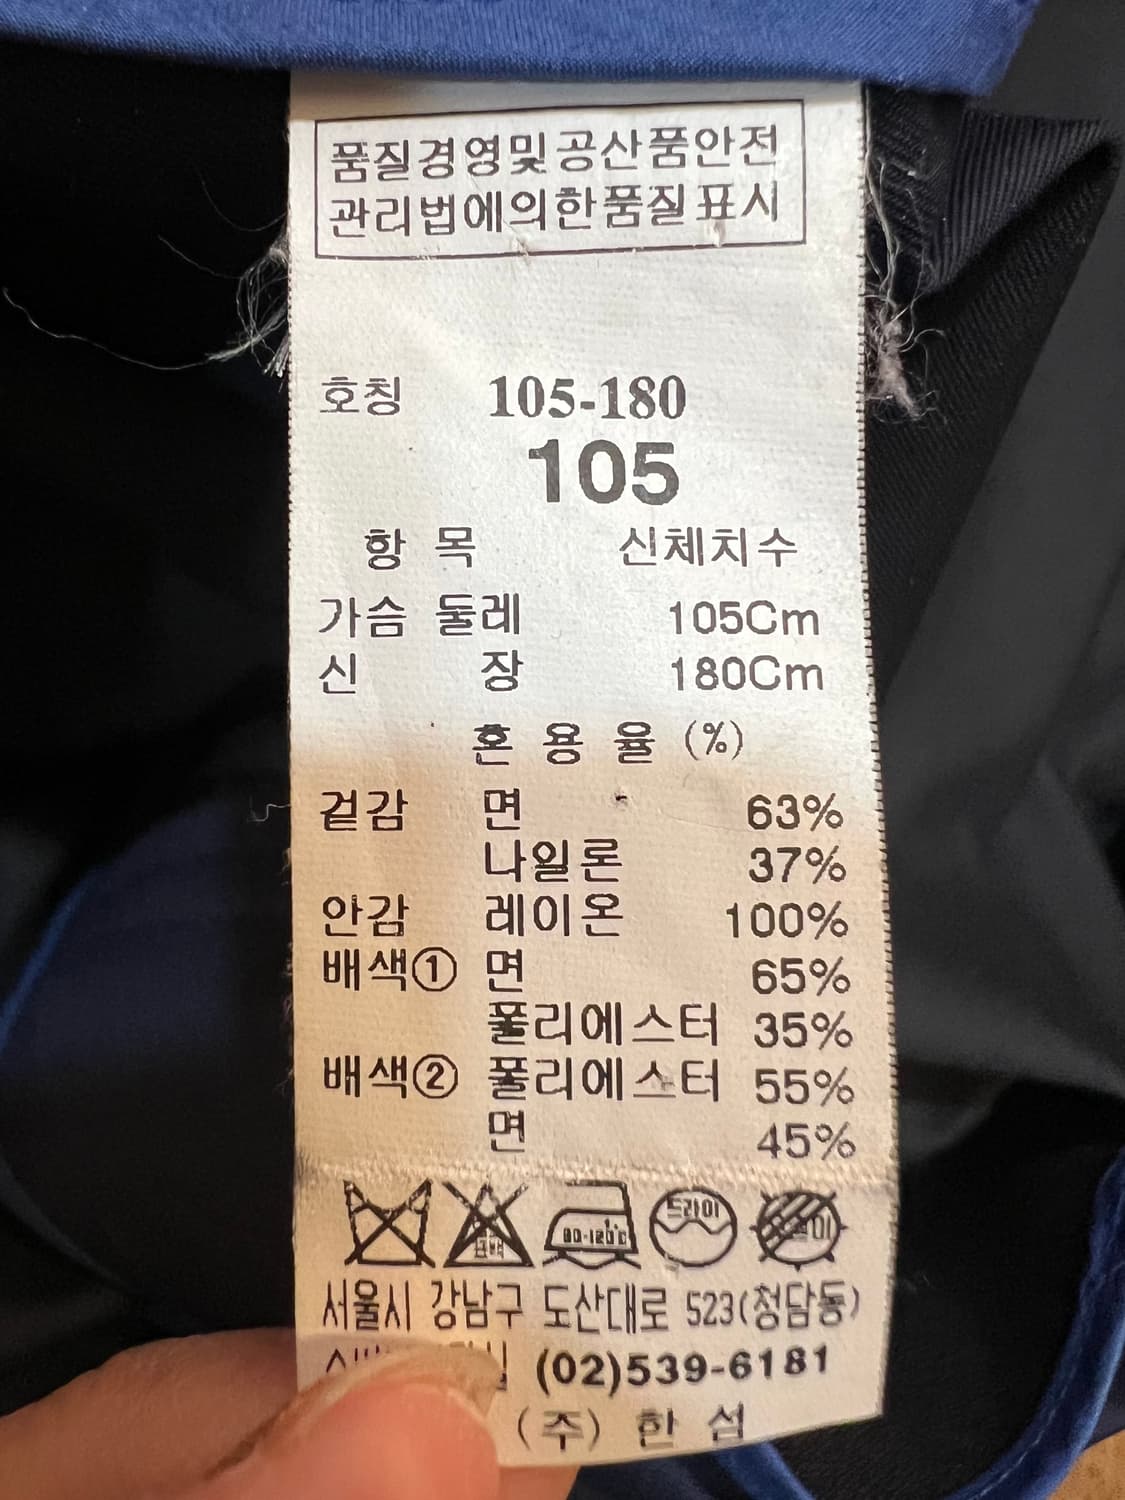 품질경영및공산품안전
관리법에의한품질표시
호칭 105-180
105
항 목 신체치수
가슴 둘레 105Cm
신 장 180Cm
혼 용 율 (%)
겉감 면 63%
나일론 37%
안감 레이온 100%
배색① 면 65%
폴리에스터 35%
배색② 폴리에스터 55%
면 45%
표백 80-120℃ 드라이
서울시 강남구 도산대로 523(청담동)
(02)539-6181
(주) 한 섬